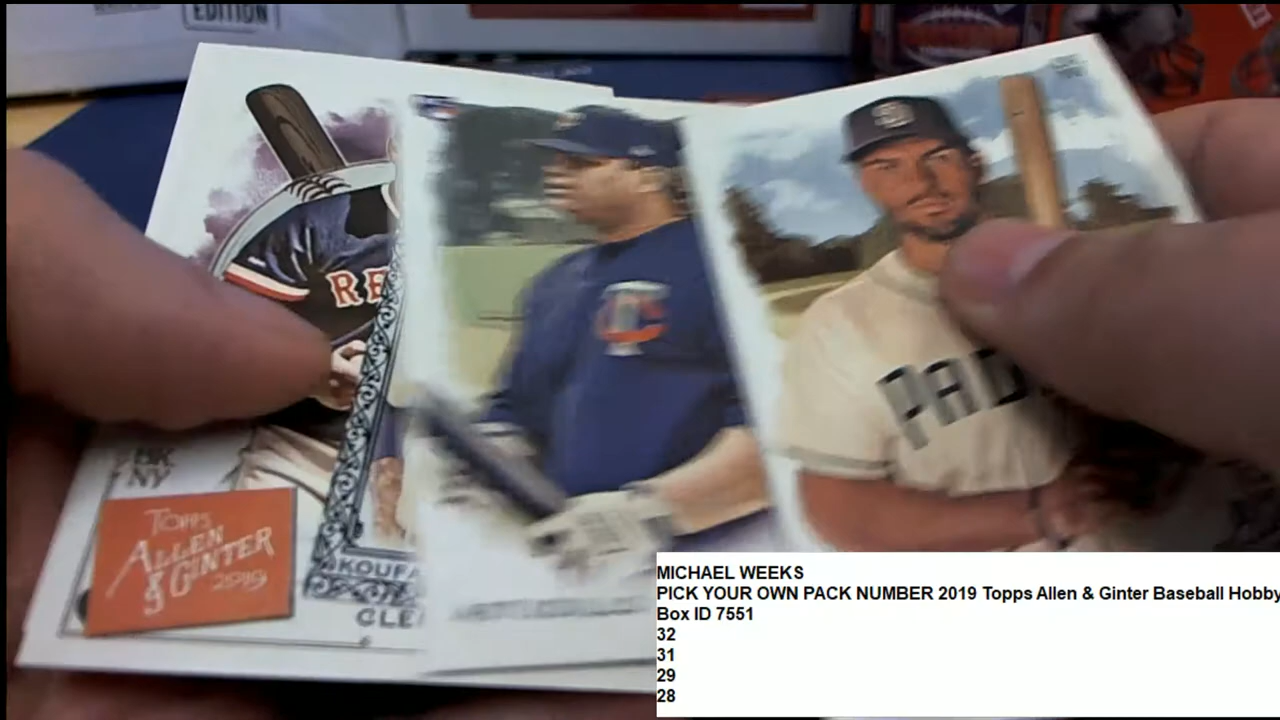 EDITION
RE
PAD
TOPPS
ALLEN
& GINTER
2019
KOUFA
CLE
MICHAEL WEEKS
PICK YOUR OWN PACK NUMBER 2019 Topps Allen & Ginter Baseball Hobby
Box ID 7551
32
31
29
28